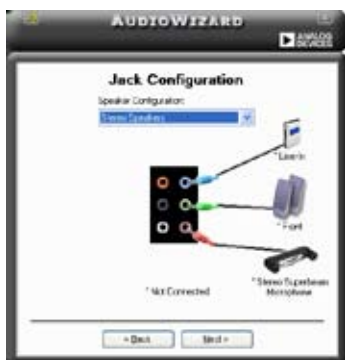 AUDIOWIZARD
ANALOG DEVICES
Jack Configuration
Speaker Configuration:
Stereo Speakers
* Line-In
* Front
* Not Connected
* Stereo Superbeam Microphone
< Back
Next >